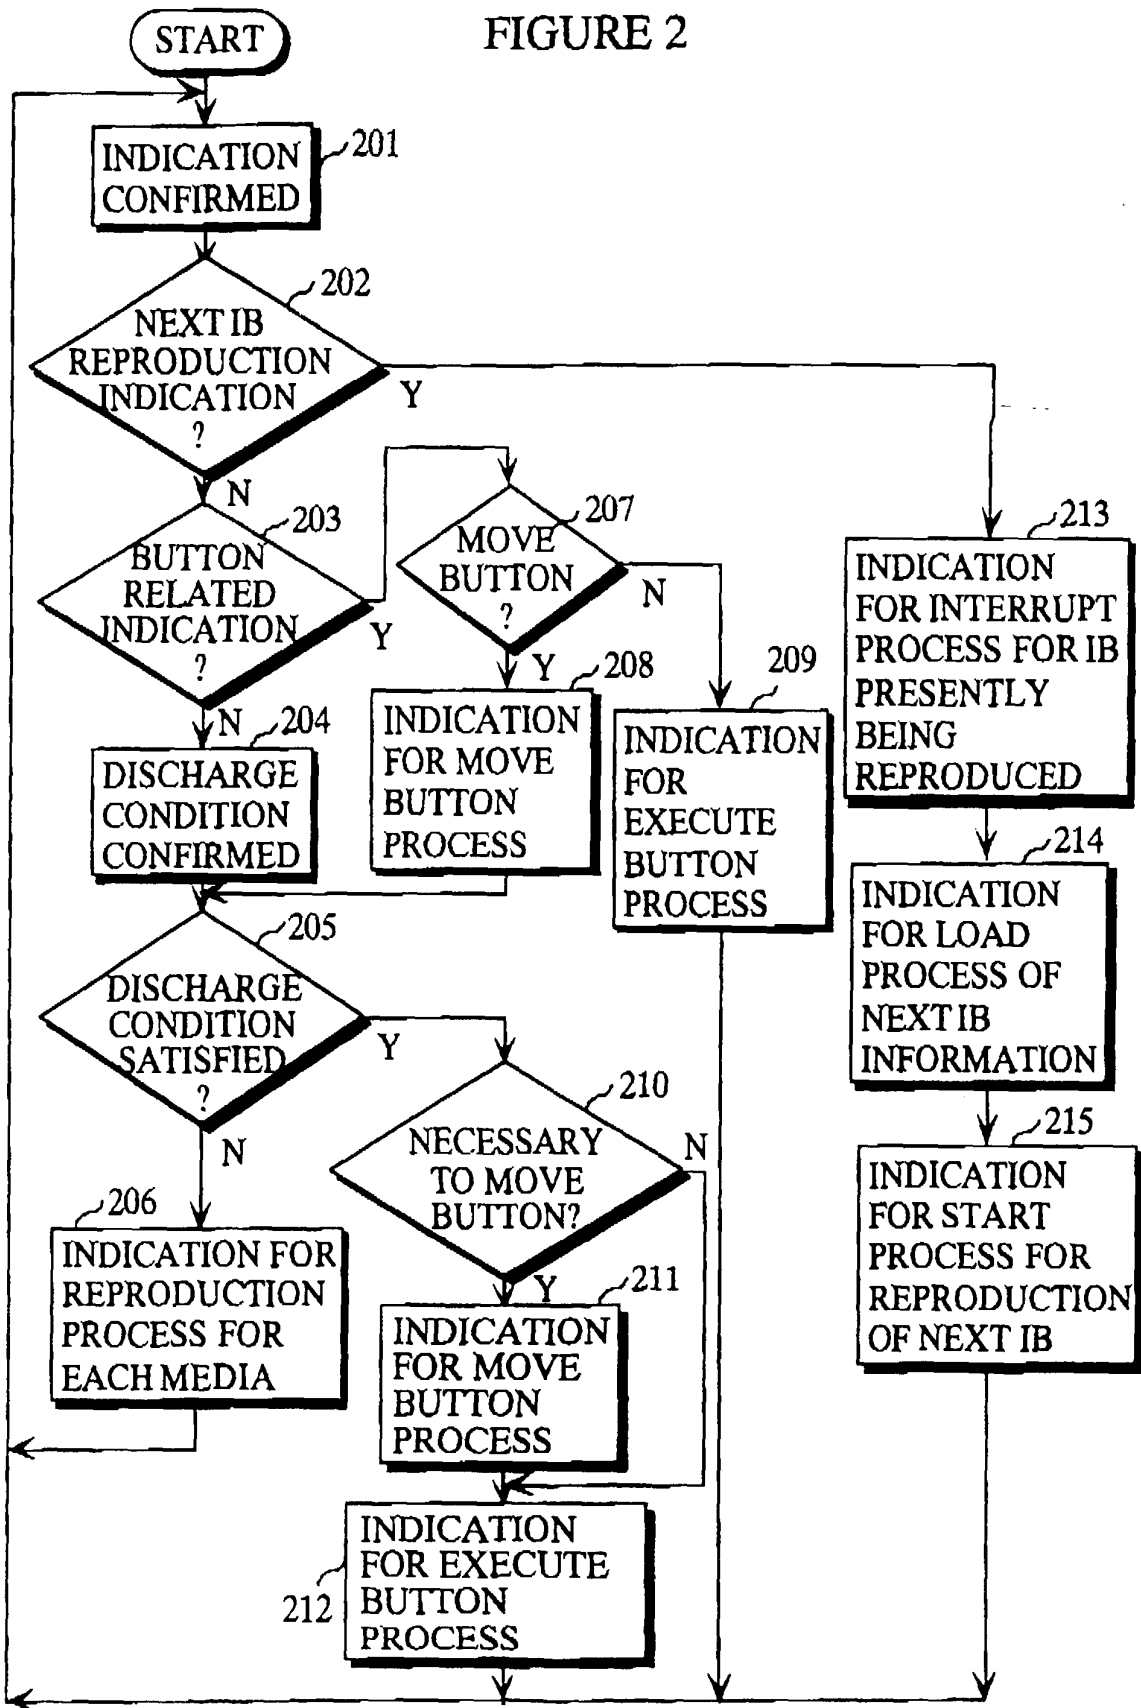 FIGURE 2
START
201
INDICATION
CONFIRMED
202
NEXT IB
REPRODUCTION
INDICATION
?
Y
N
203
BUTTON
RELATED
INDICATION
?
Y
N
207
MOVE
BUTTON
?
N
Y
204
DISCHARGE
CONDITION
CONFIRMED
208
INDICATION
FOR MOVE
BUTTON
PROCESS
209
INDICATION
FOR
EXECUTE
BUTTON
PROCESS
213
INDICATION
FOR INTERRUPT
PROCESS FOR IB
PRESENTLY
BEING
REPRODUCED
214
INDICATION
FOR LOAD
PROCESS OF
NEXT IB
INFORMATION
215
INDICATION
FOR START
PROCESS FOR
REPRODUCTION
OF NEXT IB
205
DISCHARGE
CONDITION
SATISFIED
?
Y
N
206
INDICATION FOR
REPRODUCTION
PROCESS FOR
EACH MEDIA
210
NECESSARY
TO MOVE
BUTTON?
N
Y
211
INDICATION
FOR MOVE
BUTTON
PROCESS
212
INDICATION
FOR EXECUTE
BUTTON
PROCESS